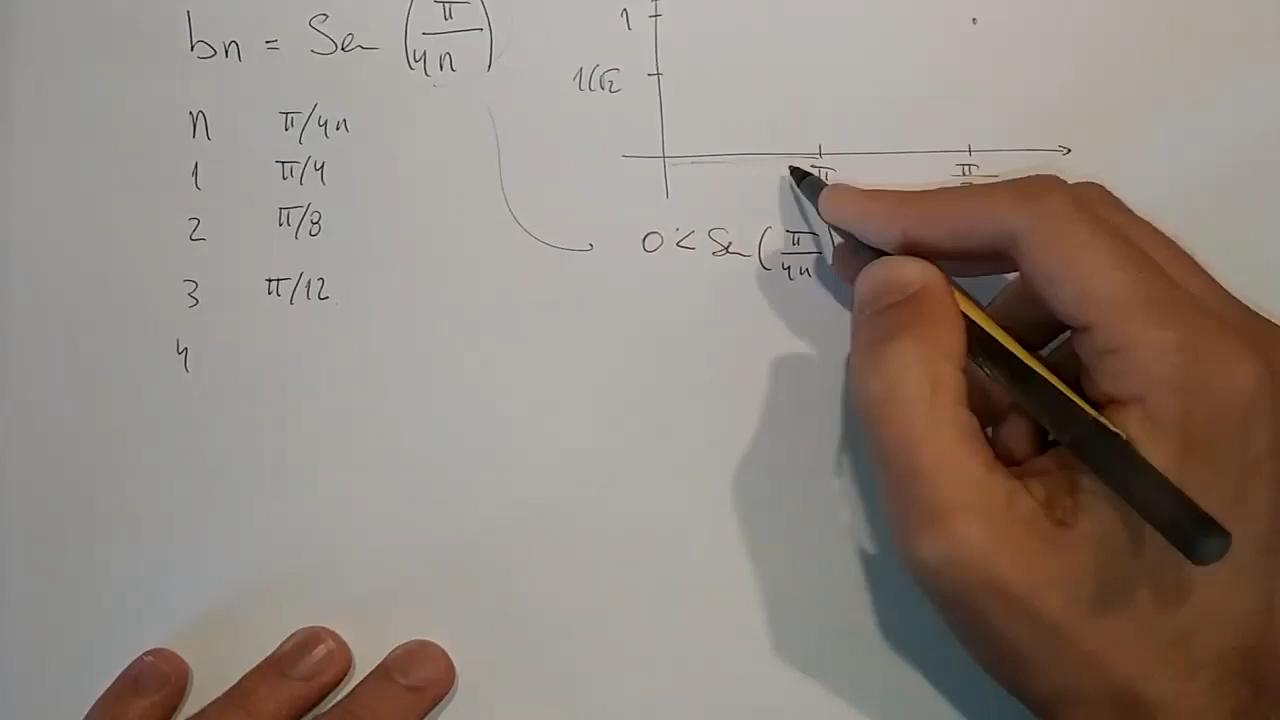 bn = Sen (π/4n)
n π/4n
1 π/4
2 π/8
3 π/12
4
1
1/√2
π π
0 < Sen (π/4n)